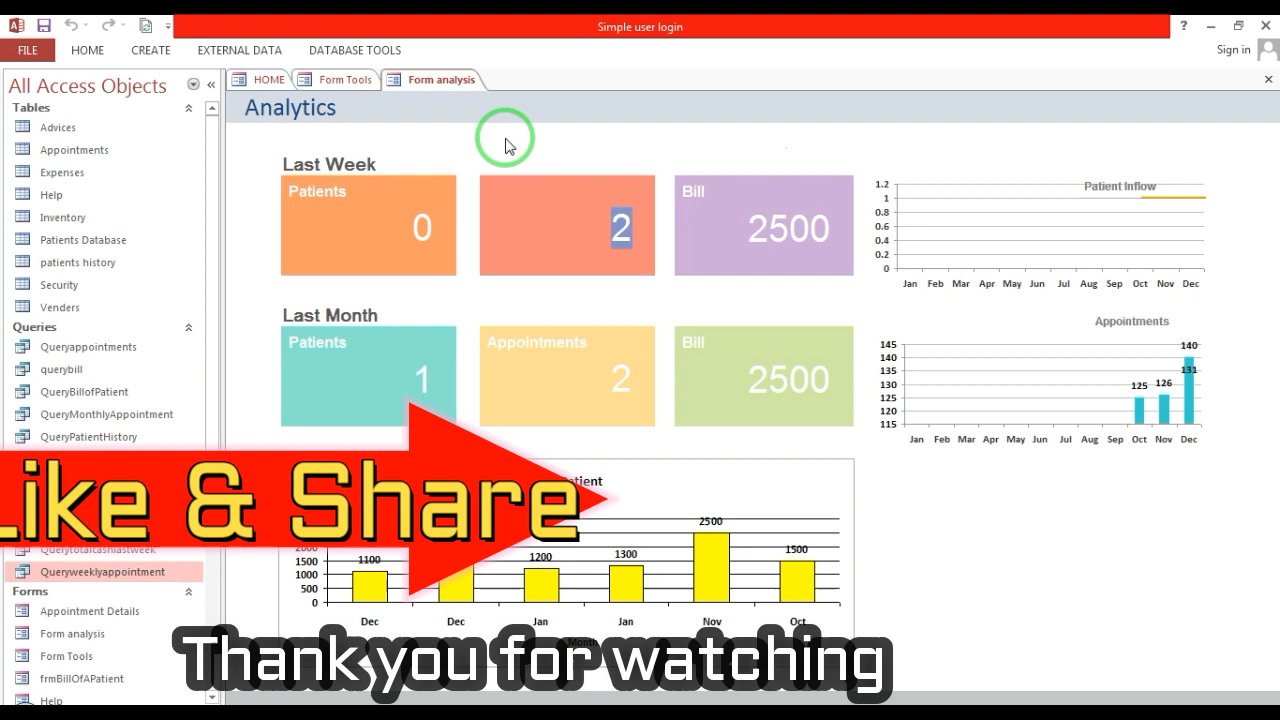 Simple user login
?
FILE HOME CREATE EXTERNAL DATA DATABASE TOOLS
Sign in
All Access Objects
Tables
Advices
Appointments
Expenses
Help
Inventory
Patients Database
patients history
Security
Venders
Queries
Queryappointments
querybill
QueryBillofPatient
QueryMonthlyAppointment
QueryPatientHistory
Querytotalcashlastweek
Queryweeklyappointment
Forms
Appointment Details
Form analysis
Form Tools
frmBillOfAPatient
Help
HOME Form Tools Form analysis
Analytics
Last Week
Patients
0
2
Bill
2500
Last Month
Patients
1
Appointments
2
Bill
2500
Patient Inflow
1.2
1
0.8
0.6
0.4
0.2
0
Jan Feb Mar Apr May Jun Jul Aug Sep Oct Nov Dec
Appointments
145
140
135
130
125
120
115
125 126 140
131
Jan Feb Mar Apr May Jun Jul Aug Sep Oct Nov Dec
Patient
2000
1500
1000
500
0
1100 1200 1300 2500 1500
Dec Dec Jan Jan Nov Oct
Month
Like & Share
Thank you for watching